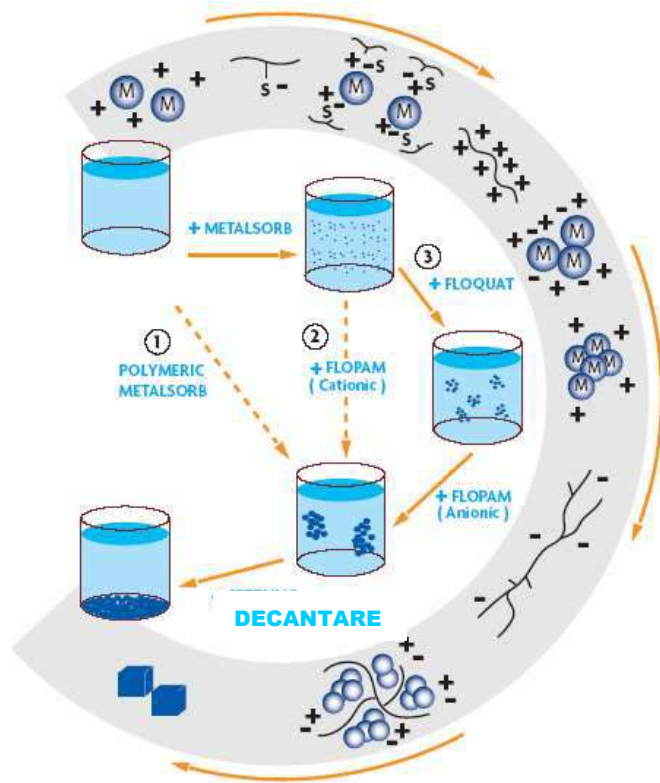 M
M
S
S
M
S
S
M
S
+ METALSORB
3
+ FLOQUAT
M
M
M
1
POLYMERIC
METALSORB
2
+ FLOPAM
( Cationic )
M
M
M
M
M
+ FLOPAM
( Anionic )
DECANTARE